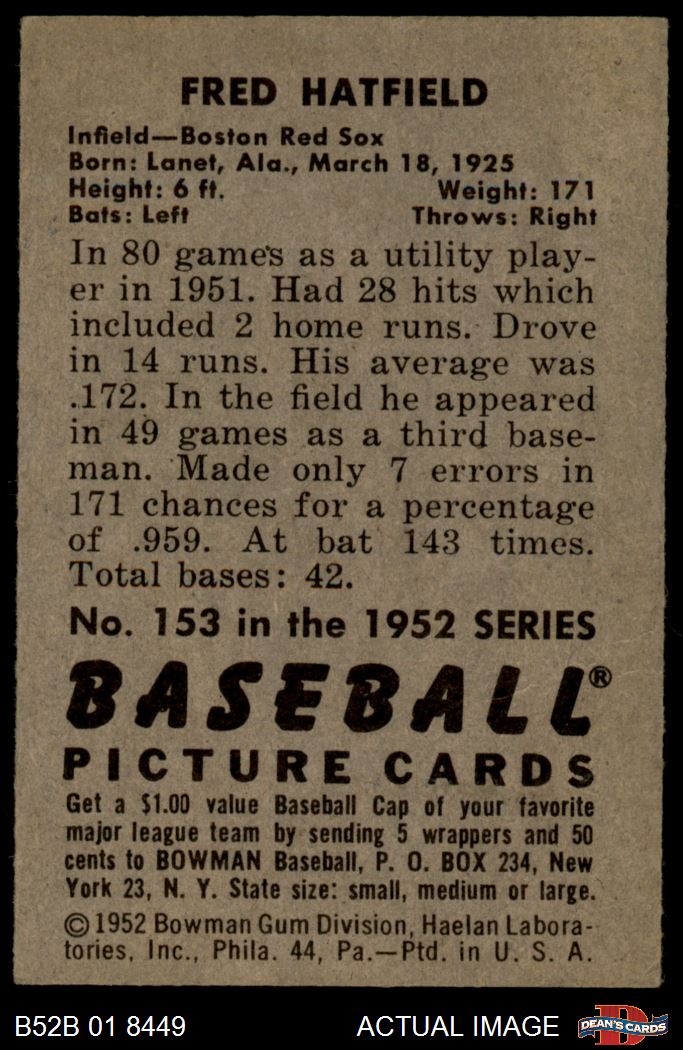 FRED HATFIELD
Infield—Boston Red Sox
Born: Lanet, Ala., March 18, 1925
Height: 6 ft. Weight: 171
Bats: Left Throws: Right
In 80 games as a utility play-
er in 1951. Had 28 hits which
included 2 home runs. Drove
in 14 runs. His average was
.172. In the field he appeared
in 49 games as a third base-
man. Made only 7 errors in
171 chances for a percentage
of .959. At bat 143 times.
Total bases: 42.
No. 153 in the 1952 SERIES
BASEBALL®
PICTURE CARDS
Get a $1.00 value Baseball Cap of your favorite
major league team by sending 5 wrappers and 50
cents to BOWMAN Baseball, P. O. BOX 234, New
York 23, N. Y. State size: small, medium or large.
©1952 Bowman Gum Division, Haelan Labora-
tories, Inc., Phila. 44, Pa.—Ptd. in U. S. A.
B52B 01 8449 ACTUAL IMAGE D DEAN'S CARDS